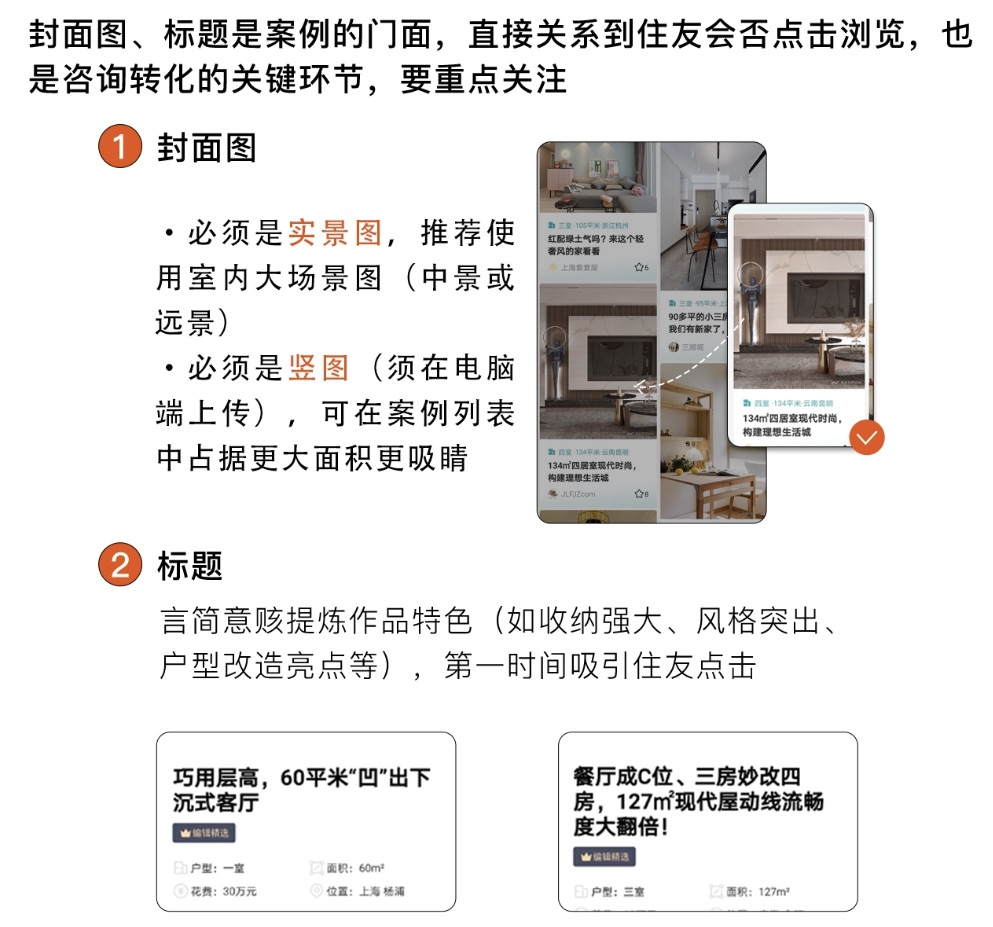 封面图、标题是案例的门面，直接关系到住友会否点击浏览，也
是咨询转化的关键环节，要重点关注
1 封面图
·必须是实景图，推荐使
用室内大场景图（中景或
远景）
·必须是竖图（须在电脑
端上传），可在案例列表
中占据更大面积更吸睛
三室·105平米·浙江杭州
红配绿土气吗？来这个轻
奢风的家看看
6
三室·95平米·上
90多平的小三房
我们有新家了，
四室·134平米·云南昆明
134㎡四居室现代时尚，
构建理想生活城
JLFJZcom
8
四室·134平米·云南昆明
134㎡四居室现代时尚，
构建理想生活城
2 标题
言简意赅提炼作品特色（如收纳强大、风格突出、
户型改造亮点等），第一时间吸引住友点击
巧用层高，60平米“凹”出下
沉式客厅
编辑精选
户型：一室 面积：60m²
花费：30万元 位置：上海 杨浦
餐厅成C位、三房妙改四
房，127㎡现代屋动线流畅
度大翻倍！
编辑精选
户型：三室 面积：127m²